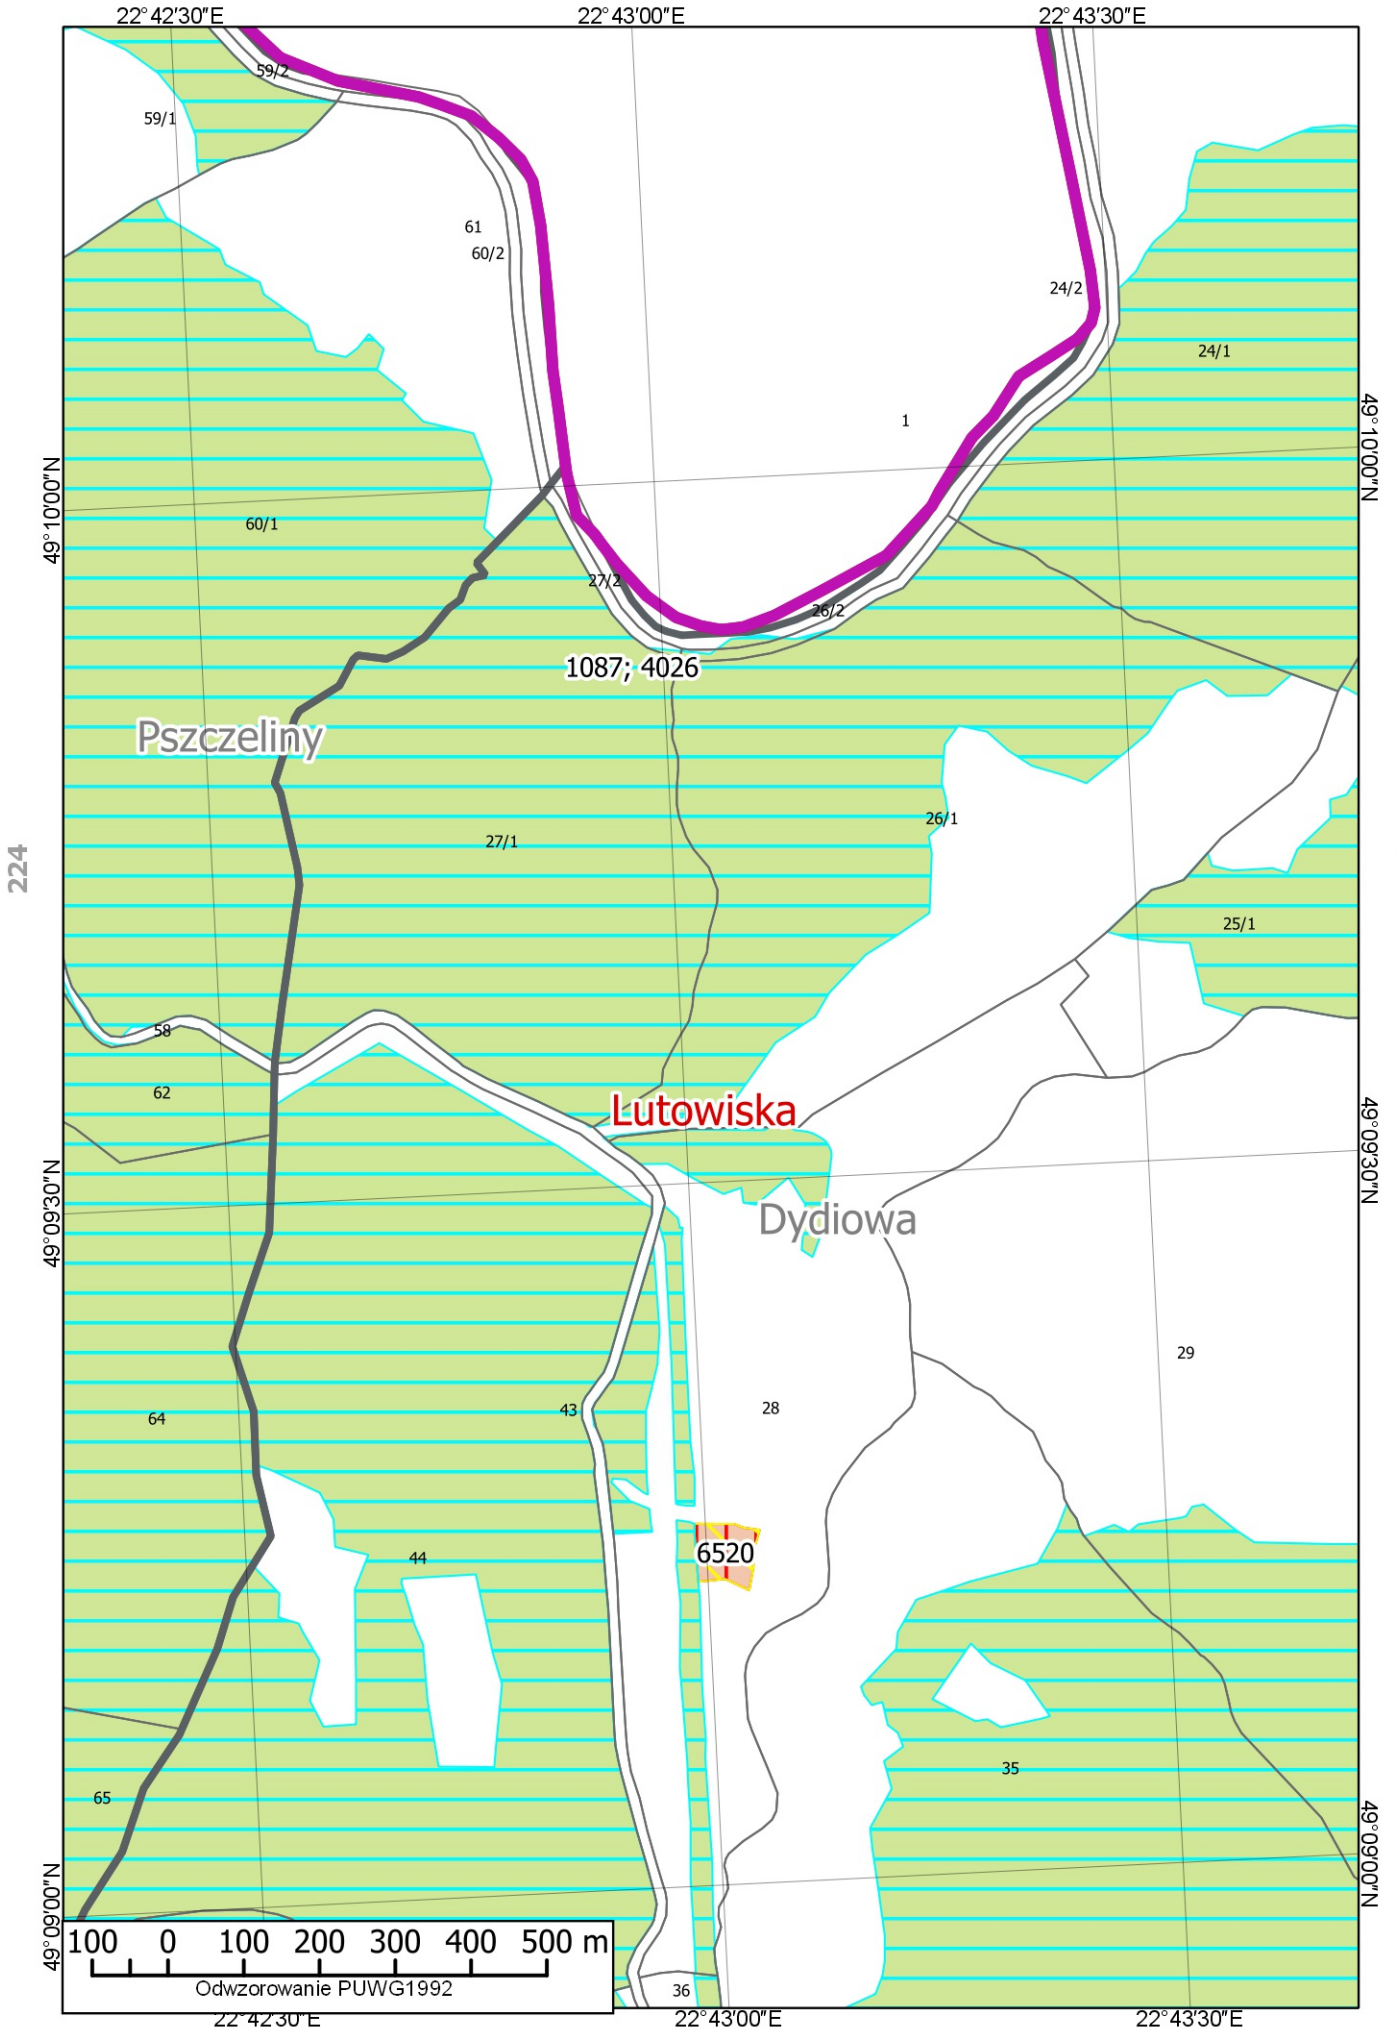 22°42'30"E
22°43'00"E
22°43'30"E
59/2
59/1
61
60/2
24/2
24/1
1
49°10'00"N
49°10'00"N
60/1
27/2
26/2
1087; 4026
Pszczeliny
26/1
27/1
224
25/1
58
62
Lutowiska
49°09'30"N
49°09'30"N
Dydiowa
29
43
28
64
6520
44
35
65
49°09'00"N
49°09'00"N
100 0 100 200 300 400 500 m
Odwzorowanie PUWG1992
36
22°42'30"E
22°43'00"E
22°43'30"E